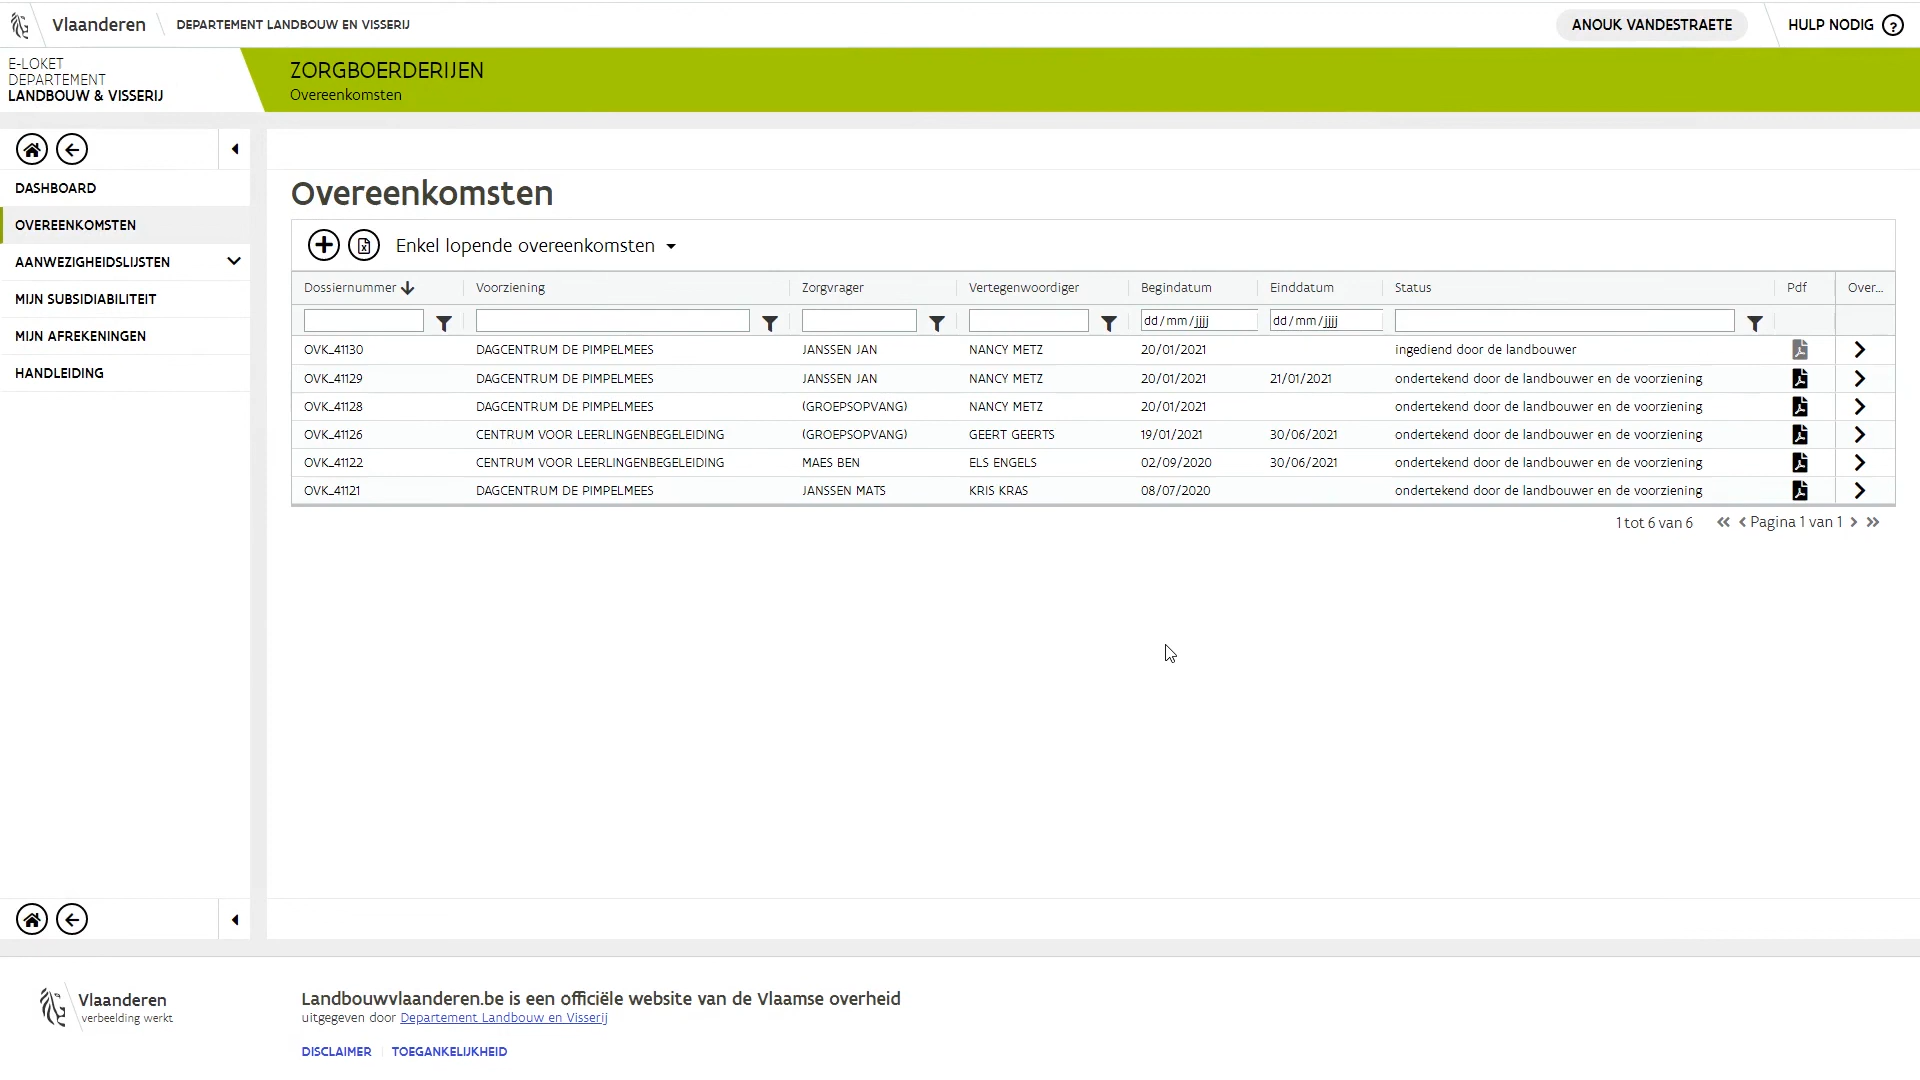 Vlaanderen
DEPARTEMENT LANDBOUW EN VISSERIJ
ANOUK VANDESTRAETE
HULP NODIG ?
E-LOKET
DEPARTEMENT
LANDBOUW & VISSERIJ
ZORGBOERDERIJEN
Overeenkomsten
DASHBOARD
OVEREENKOMSTEN
AANWEZIGHEIDSLIJSTEN
MIJN SUBSIDIABILITEIT
MIJN AFREKENINGEN
HANDLEIDING
Overeenkomsten
Enkel lopende overeenkomsten
Dossiernummer Voorziening Zorgvrager Vertegenwoordiger Begindatum Einddatum Status Pdf Over...
dd/mm/jjjj dd/mm/jjjj
OVK_41130 DAGCENTRUM DE PIMPELMEES JANSSEN JAN NANCY METZ 20/01/2021 ingediend door de landbouwer
OVK_41129 DAGCENTRUM DE PIMPELMEES JANSSEN JAN NANCY METZ 20/01/2021 21/01/2021 ondertekend door de landbouwer en de voorziening
OVK_41128 DAGCENTRUM DE PIMPELMEES (GROEPSOPVANG) NANCY METZ 20/01/2021 ondertekend door de landbouwer en de voorziening
OVK_41126 CENTRUM VOOR LEERLINGENBEGELEIDING (GROEPSOPVANG) GEERT GEERTS 19/01/2021 30/06/2021 ondertekend door de landbouwer en de voorziening
OVK_41122 CENTRUM VOOR LEERLINGENBEGELEIDING MAES BEN ELS ENGELS 02/09/2020 30/06/2021 ondertekend door de landbouwer en de voorziening
OVK_41121 DAGCENTRUM DE PIMPELMEES JANSSEN MATS KRIS KRAS 08/07/2020 ondertekend door de landbouwer en de voorziening
1 tot 6 van 6 Pagina 1 van 1
Vlaanderen
verbeelding werkt
Landbouwvlaanderen.be is een officiële website van de Vlaamse overheid
uitgegeven door Departement Landbouw en Visserij
DISCLAIMER TOEGANKELIJKHEID